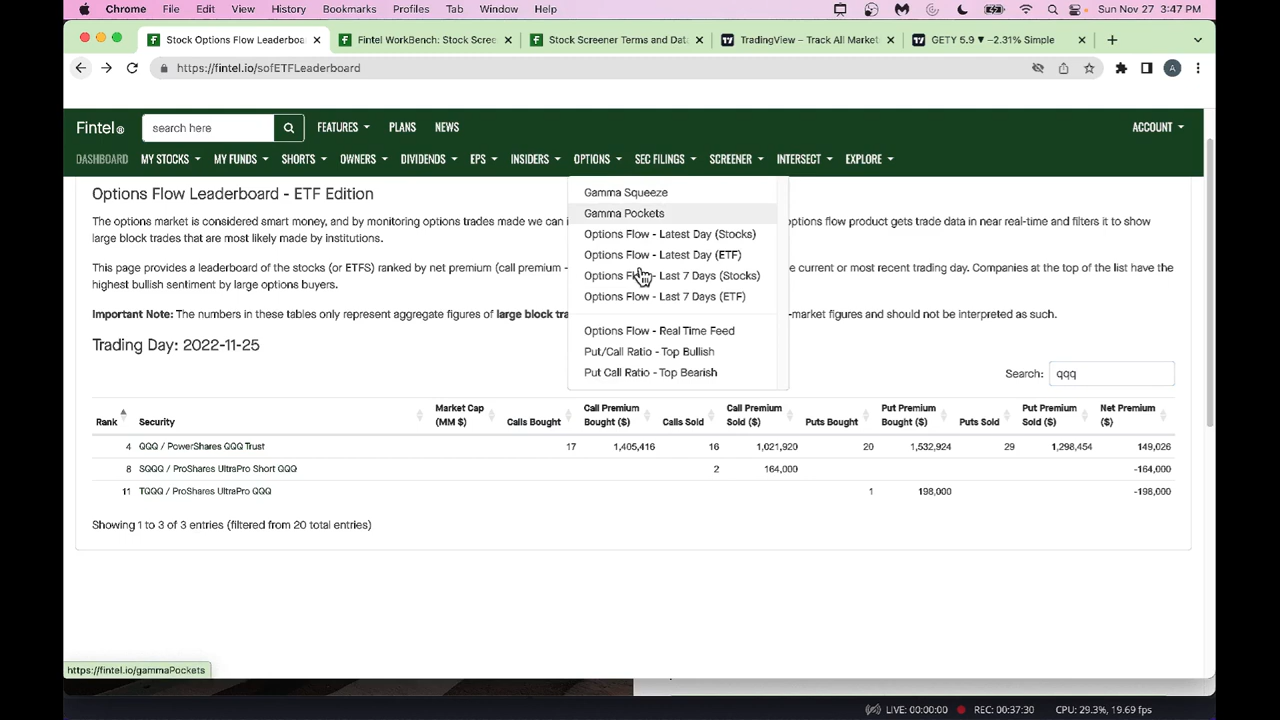 Chrome File Edit View History Bookmarks Profiles Tab Window Help Sun Nov 27 3:47 PM
Stock Options Flow Leaderboa Fintel WorkBench: Stock Scree Stock Screener Terms and Data TradingView – Track All Market GETY 5.9 ▼ −2.31% Simple
https://fintel.io/sofETFLeaderboard A
Fintel® search here FEATURES PLANS NEWS ACCOUNT
DASHBOARD MY STOCKS MY FUNDS SHORTS OWNERS DIVIDENDS EPS INSIDERS OPTIONS SEC FILINGS SCREENER INTERSECT EXPLORE
Gamma Squeeze
Gamma Pockets
Options Flow - Latest Day (Stocks)
Options Flow - Latest Day (ETF)
Options Flow - Last 7 Days (Stocks)
Options Flow - Last 7 Days (ETF)
Options Flow - Real Time Feed
Put/Call Ratio - Top Bullish
Put Call Ratio - Top Bearish
Options Flow Leaderboard - ETF Edition
The options market is considered smart money, and by monitoring options trades made we can i options flow product gets trade data in near real-time and filters it to show
large block trades that are most likely made by institutions.
This page provides a leaderboard of the stocks (or ETFS) ranked by net premium (call premium - e current or most recent trading day. Companies at the top of the list have the
highest bullish sentiment by large options buyers.
Important Note: The numbers in these tables only represent aggregate figures of large block tra -market figures and should not be interpreted as such.
Trading Day: 2022-11-25
Search: qqq
Rank Security Market Cap (MM $) Calls Bought Call Premium Bought ($) Calls Sold Call Premium Sold ($) Puts Bought Put Premium Bought ($) Puts Sold Put Premium Sold ($) Net Premium ($)
4 QQQ / PowerShares QQQ Trust 17 1,405,416 16 1,021,920 20 1,532,924 29 1,298,454 149,026
8 SQQQ / ProShares UltraPro Short QQQ 2 164,000 -164,000
11 TQQQ / ProShares UltraPro QQQ 1 198,000 -198,000
Showing 1 to 3 of 3 entries (filtered from 20 total entries)
https://fintel.io/gammaPockets
LIVE: 00:00:00 REC: 00:37:30 CPU: 29.3%, 19.69 fps